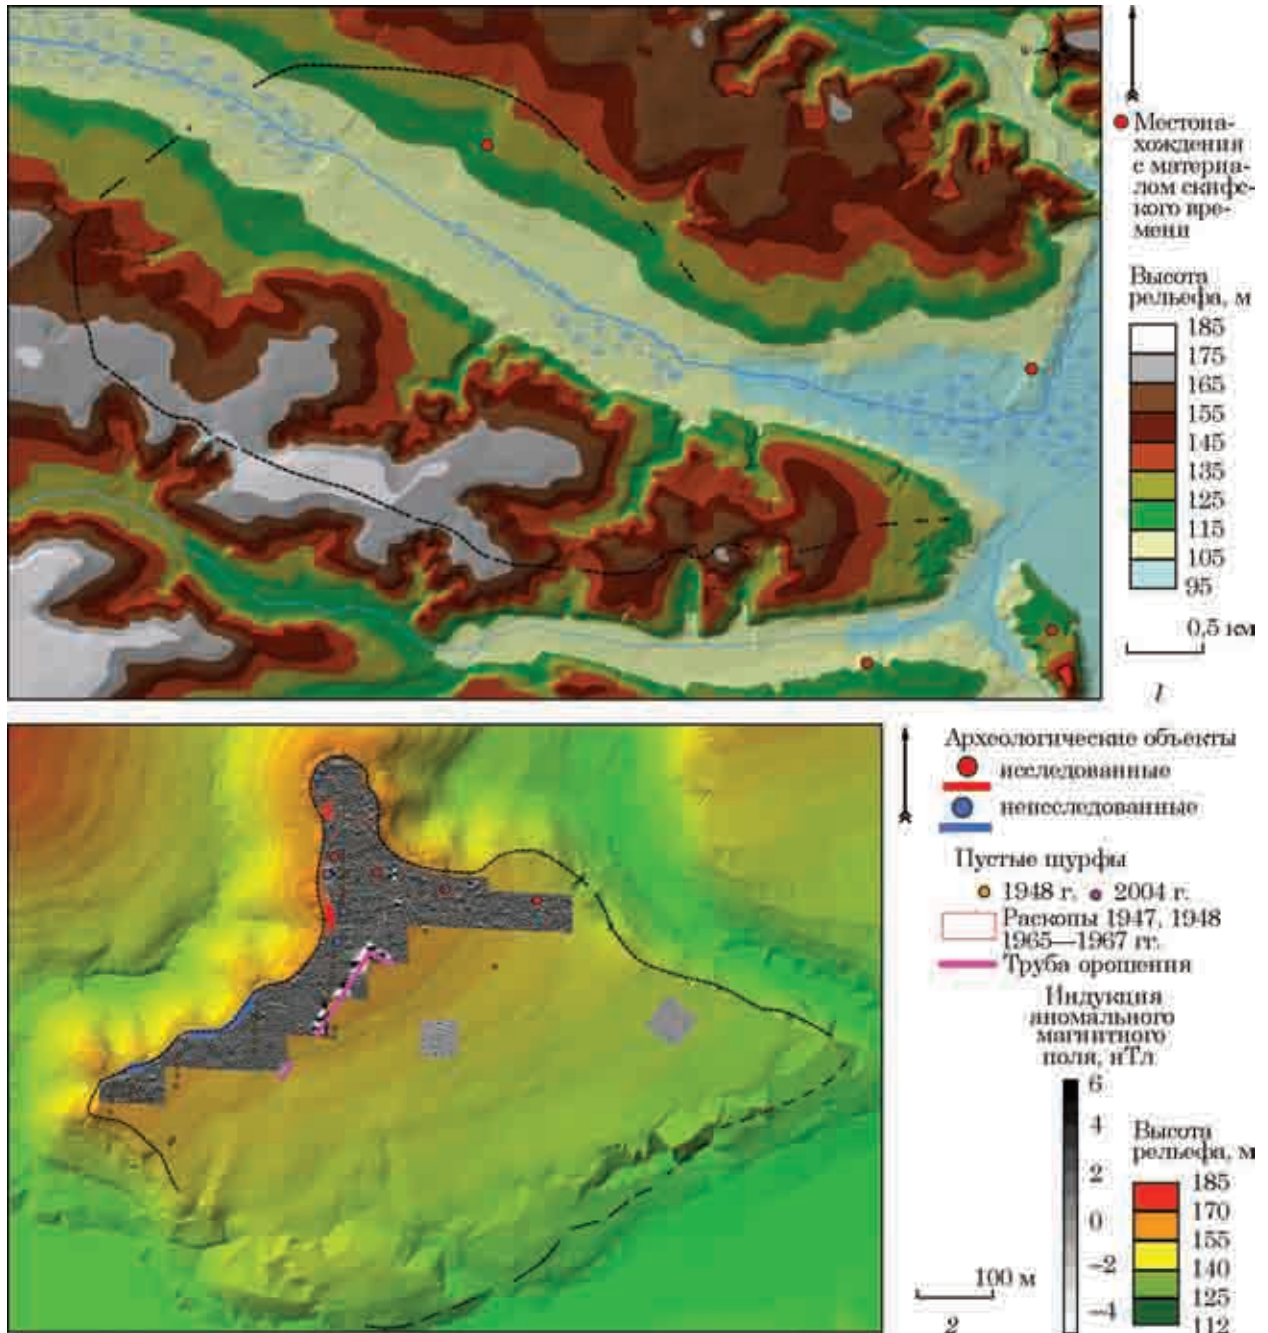 Местона-
хождения
с материа-
лом скифс-
кого вре-
мени
Высота
рельефа, м
185
175
165
155
145
135
125
115
105
95
0,5 км
1
Археологические объекты
исследованные
неисследованные
Пустые шурфы
1948 г. 2004 г.
Раскопы 1947, 1948
1965—1967 гг.
Труба орошения
Индукция
аномального
магнитного
поля, нТл
6
4
2
0
−2
−4
Высота
рельефа, м
185
170
155
140
125
112
100 м
2